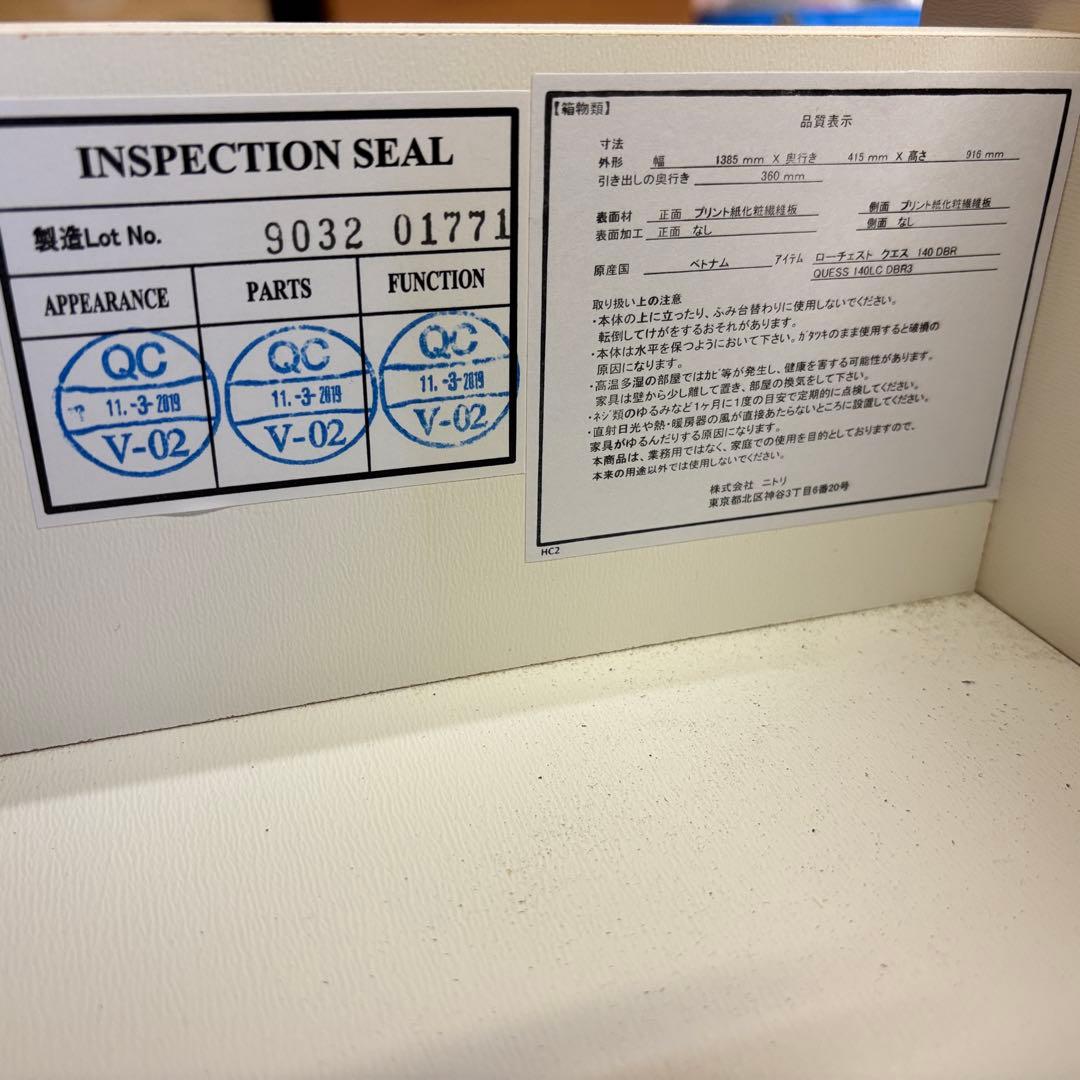 INSPECTION SEAL
製造Lot No. 9032 01771
APPEARANCE PARTS FUNCTION
QC QC QC
11.-3-2019 11.-3-2019 11.-3-2019
V-02 V-02 V-02
【箱物類】
品質表示
寸法
外形 幅 1385 mm X 奥行き 415 mm X 高さ 916 mm
引き出しの奥行き 360 mm
表面材 正面 プリント紙化粧繊維板 側面 プリント紙化粧繊維板
表面加工 正面 なし 側面 なし
原産国 ベトナム アイテム ローチェスト クエス 140 DBR
QUESS 140LC DBR3
取り扱い上の注意
・本体の上に立ったり、ふみ台替わりに使用しないでください。
転倒してけがをするおそれがあります。
・本体は水平を保つようにおいて下さい。ガタツキのまま使用すると破損の
原因になります。
・高温多湿の部屋ではカビ等が発生し、健康を害する可能性があります。
家具は壁から少し離して置き、部屋の換気をして下さい。
・ネジ類のゆるみなど1ヶ月に1度の目安で定期的に点検してください。
・直射日光や熱・暖房器の風が直接あたらないところに設置してください。
家具がゆるんだりする原因になります。
本商品は、業務用ではなく、家庭での使用を目的としておりますので、
本来の用途以外では使用しないでください。
株式会社 ニトリ
東京都北区神谷3丁目6番20号
HC2